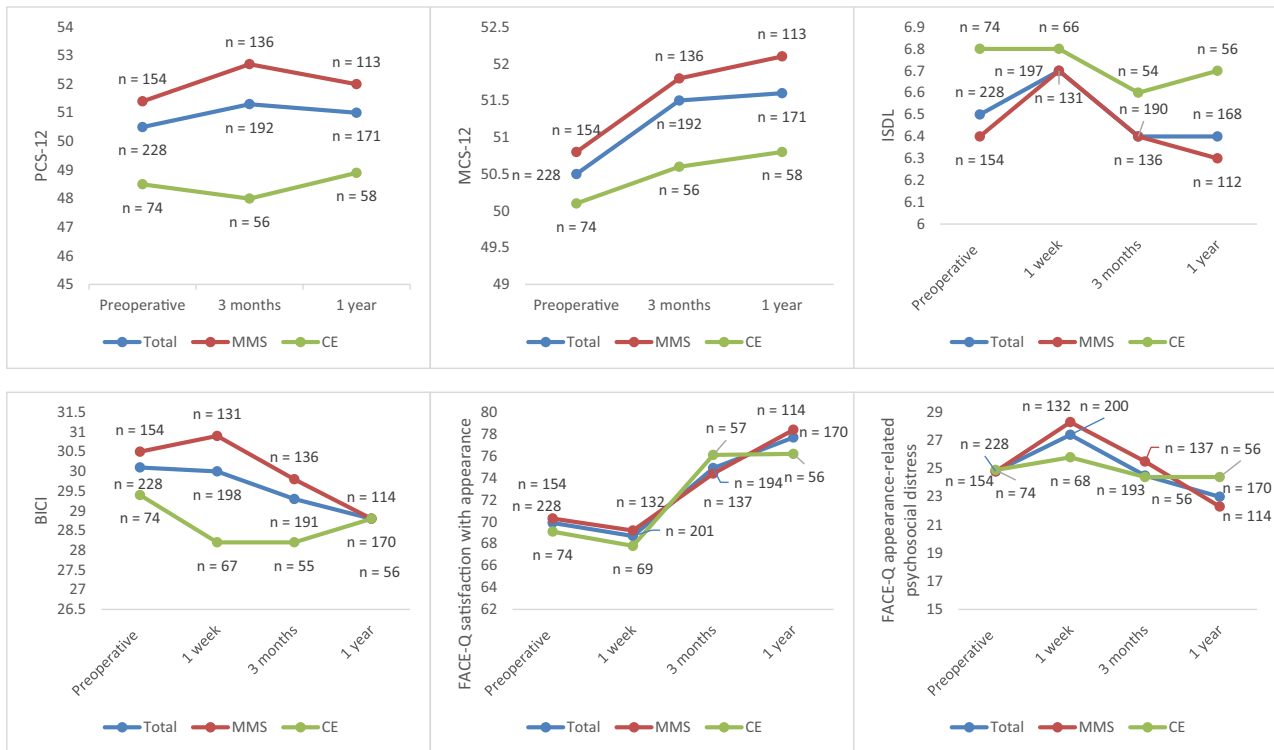 PCS-12
54
53
52
51
50
49
48
47
46
45
n = 154
n = 136
n = 113
n = 228
n = 192
n = 171
n = 74
n = 56
n = 58
Preoperative 3 months 1 year
Total MMS CE
MCS-12
52.5
52
51.5
51
50.5
50
49.5
49
n = 154
n = 136
n = 113
n = 228
n =192
n = 171
n = 74
n = 56
n = 58
Preoperative 3 months 1 year
Total MMS CE
ISDL
6.9
6.8
6.7
6.6
6.5
6.4
6.3
6.2
6.1
6
n = 74
n = 66
n = 54
n = 56
n = 228
n = 197
n = 131
n = 190
n = 168
n = 154
n = 136
n = 112
Preoperative 1 week 3 months 1 year
Total MMS CE
BICI
31.5
31
30.5
30
29.5
29
28.5
28
27.5
27
26.5
n = 154
n = 131
n = 136
n = 114
n = 228
n = 198
n = 191
n = 170
n = 74
n = 67
n = 55
n = 56
Preoperative 1 week 3 months 1 year
Total MMS CE
FACE-Q satisfaction with appearance
80
78
76
74
72
70
68
66
64
62
n = 154
n = 228
n = 74
n = 132
n = 201
n = 69
n = 57
n = 194
n = 137
n = 114
n = 170
n = 56
Preoperative 1 week 3 months 1 year
Total MMS CE
FACE-Q appearance-related
psychosocial distress
29
27
25
23
21
19
17
15
n = 228
n = 154
n = 74
n = 132
n = 200
n = 68
n = 137
n = 193
n = 56
n = 56
n = 170
n = 114
Preoperative 1 week 3 months 1 year
Total MMS CE